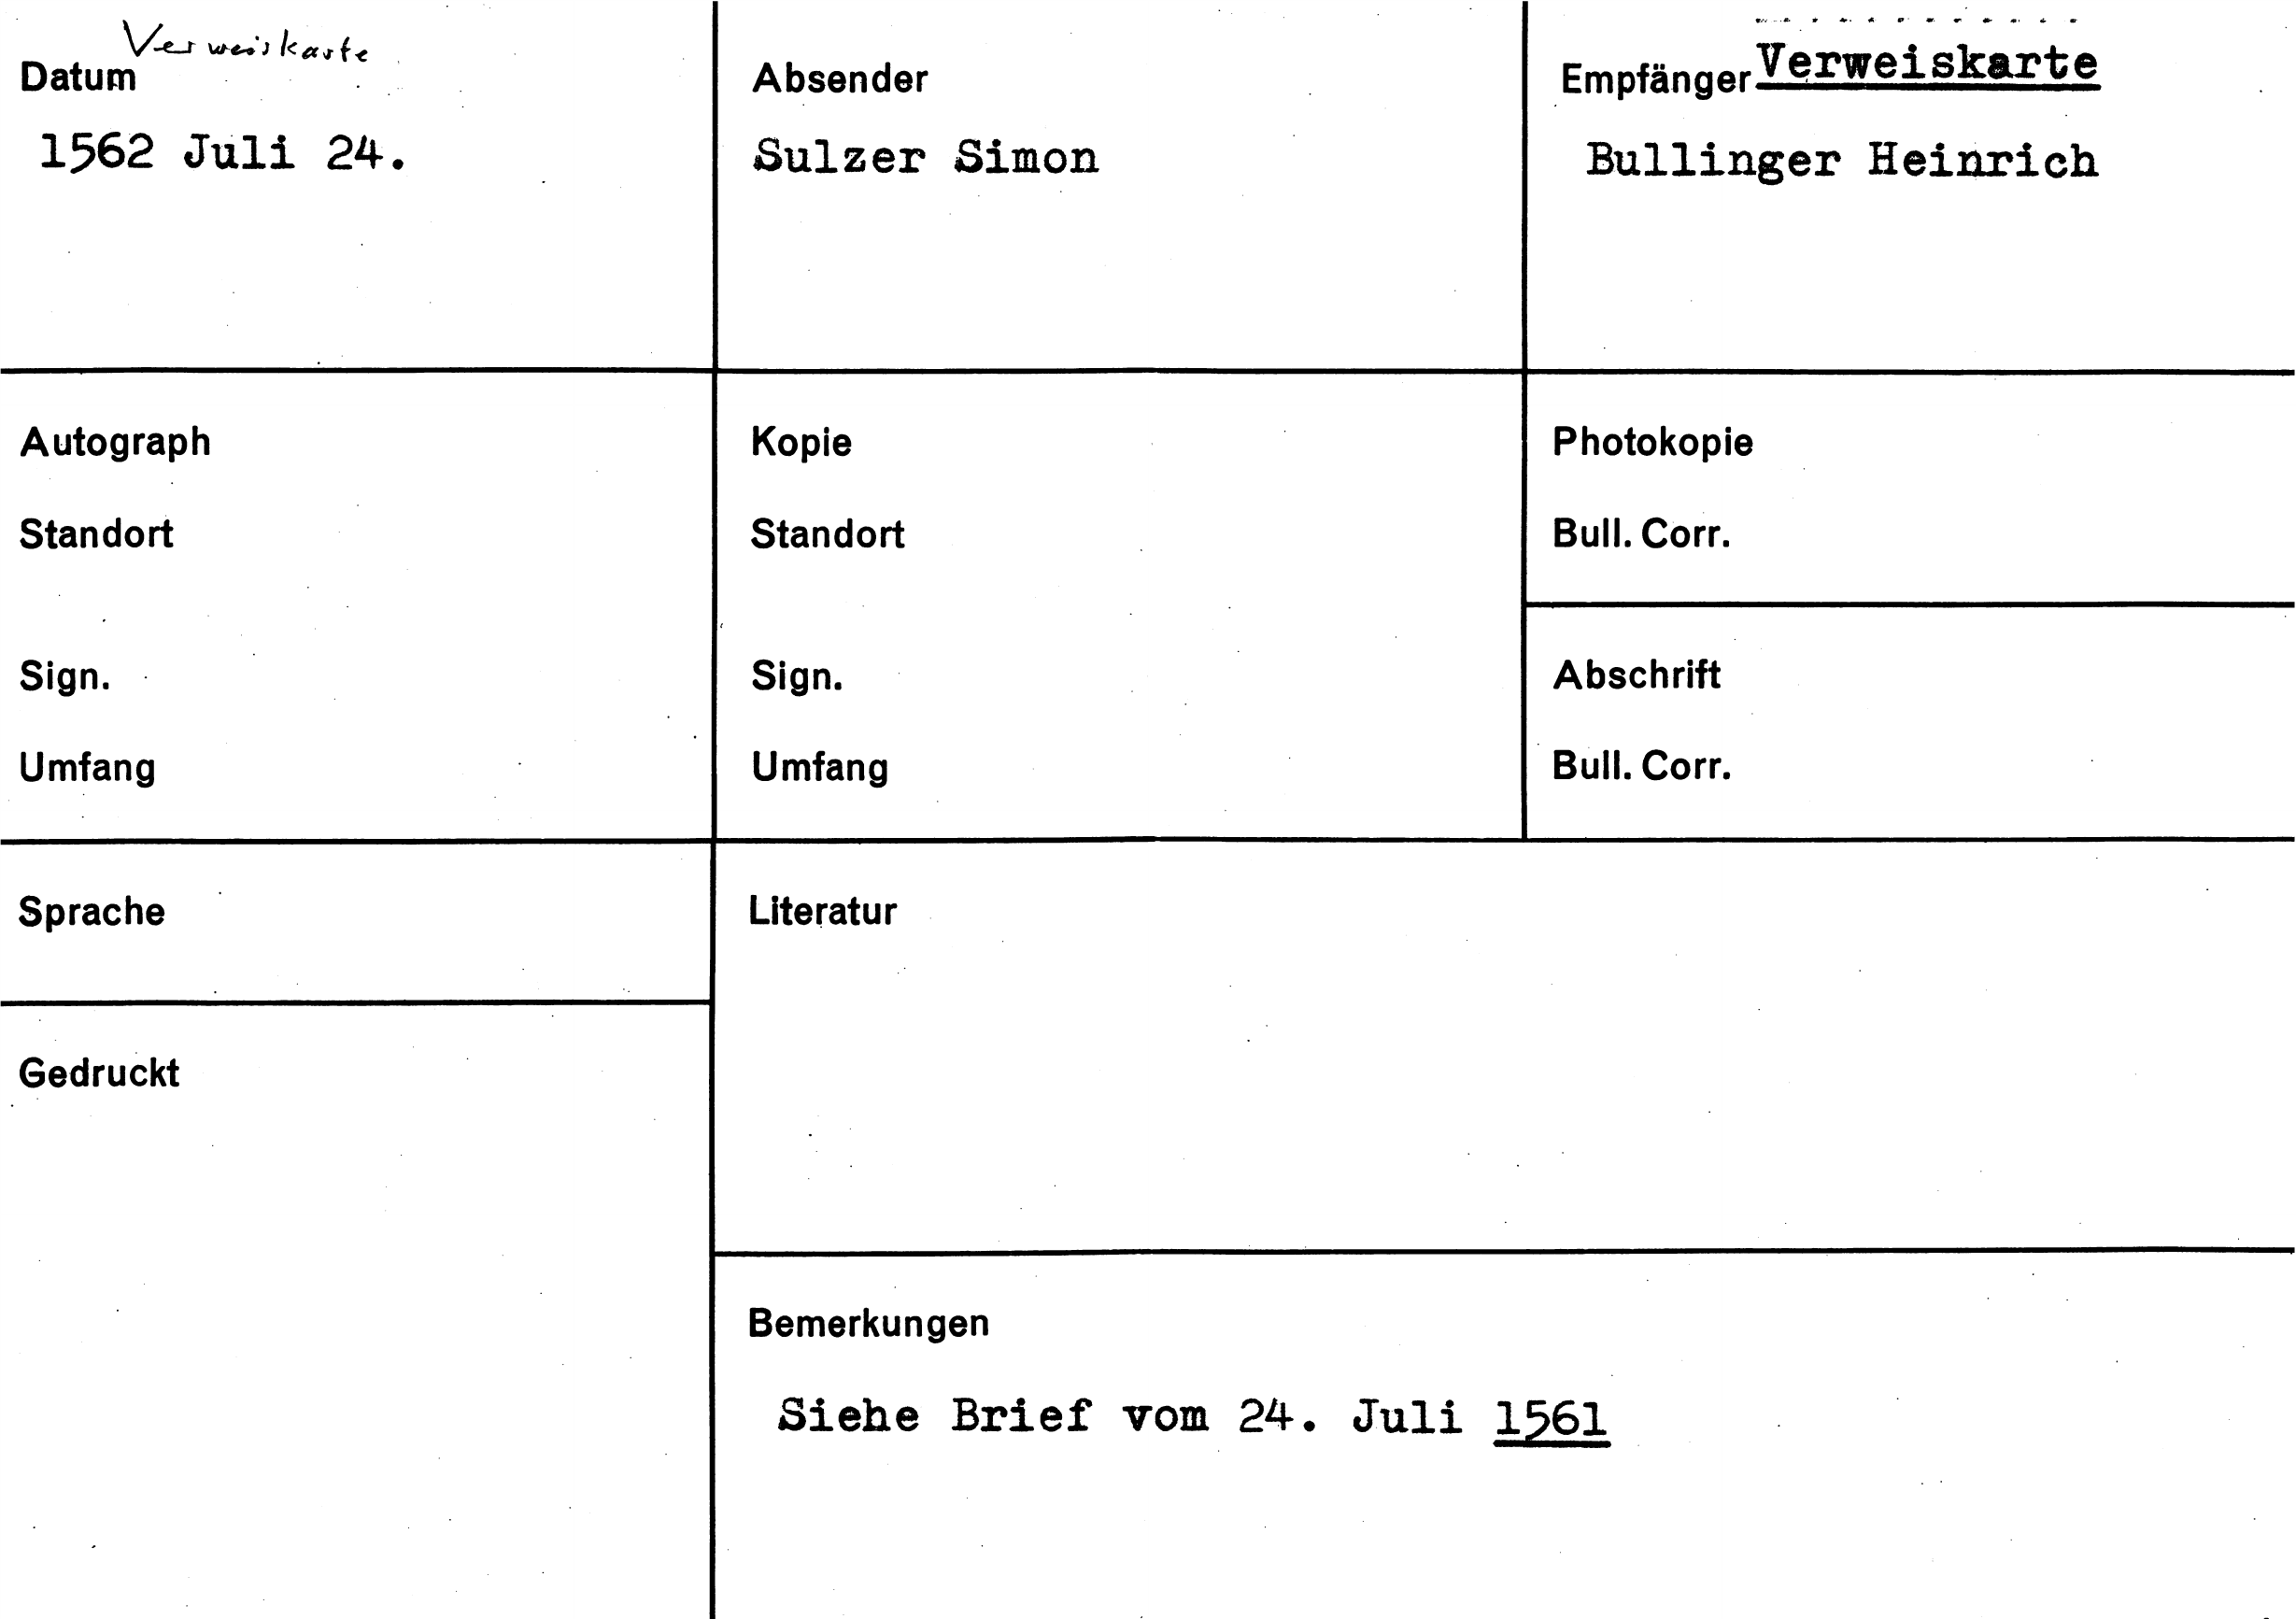 Verweiskarte
Datum
1562 Juli 24.
Absender
Sulzer Simon
Empfänger Verweiskarte
Bullinger Heinrich
Autograph
Standort
Sign.
Umfang
Kopie
Standort
Sign.
Umfang
Photokopie
Bull. Corr.
Abschrift
Bull. Corr.
Sprache
Gedruckt
Literatur
Bemerkungen
Siehe Brief vom 24. Juli 1561